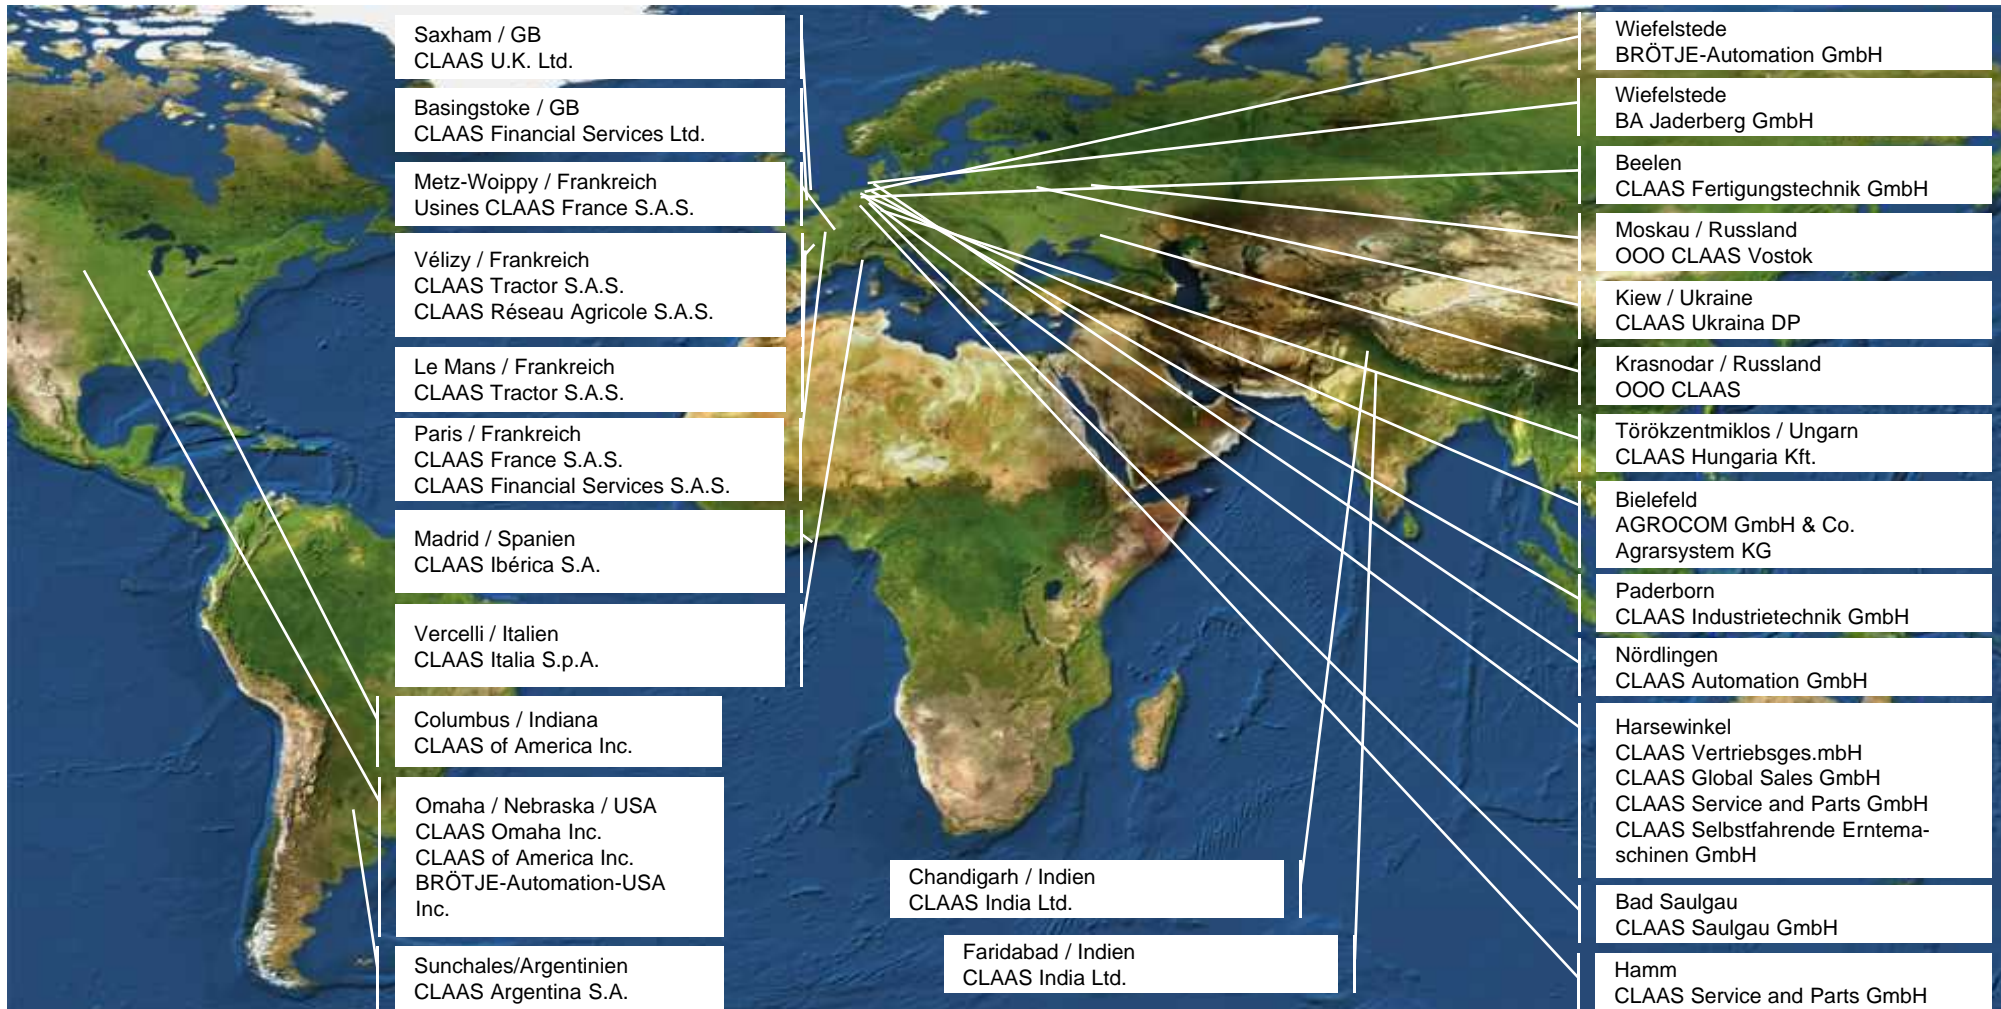 Saxham / GB
CLAAS U.K. Ltd.
Basingstoke / GB
CLAAS Financial Services Ltd.
Metz-Woippy / Frankreich
Usines CLAAS France S.A.S.
Vélizy / Frankreich
CLAAS Tractor S.A.S.
CLAAS Réseau Agricole S.A.S.
Le Mans / Frankreich
CLAAS Tractor S.A.S.
Paris / Frankreich
CLAAS France S.A.S.
CLAAS Financial Services S.A.S.
Madrid / Spanien
CLAAS Ibérica S.A.
Vercelli / Italien
CLAAS Italia S.p.A.
Columbus / Indiana
CLAAS of America Inc.
Omaha / Nebraska / USA
CLAAS Omaha Inc.
CLAAS of America Inc.
BRÖTJE-Automation-USA
Inc.
Sunchales/Argentinien
CLAAS Argentina S.A.
Chandigarh / Indien
CLAAS India Ltd.
Faridabad / Indien
CLAAS India Ltd.
Wiefelstede
BRÖTJE-Automation GmbH
Wiefelstede
BA Jaderberg GmbH
Beelen
CLAAS Fertigungstechnik GmbH
Moskau / Russland
OOO CLAAS Vostok
Kiew / Ukraine
CLAAS Ukraina DP
Krasnodar / Russland
OOO CLAAS
Törökzentmiklos / Ungarn
CLAAS Hungaria Kft.
Bielefeld
AGROCOM GmbH & Co.
Agrarsystem KG
Paderborn
CLAAS Industrietechnik GmbH
Nördlingen
CLAAS Automation GmbH
Harsewinkel
CLAAS Vertriebsges.mbH
CLAAS Global Sales GmbH
CLAAS Service and Parts GmbH
CLAAS Selbstfahrende Erntema-
schinen GmbH
Bad Saulgau
CLAAS Saulgau GmbH
Hamm
CLAAS Service and Parts GmbH